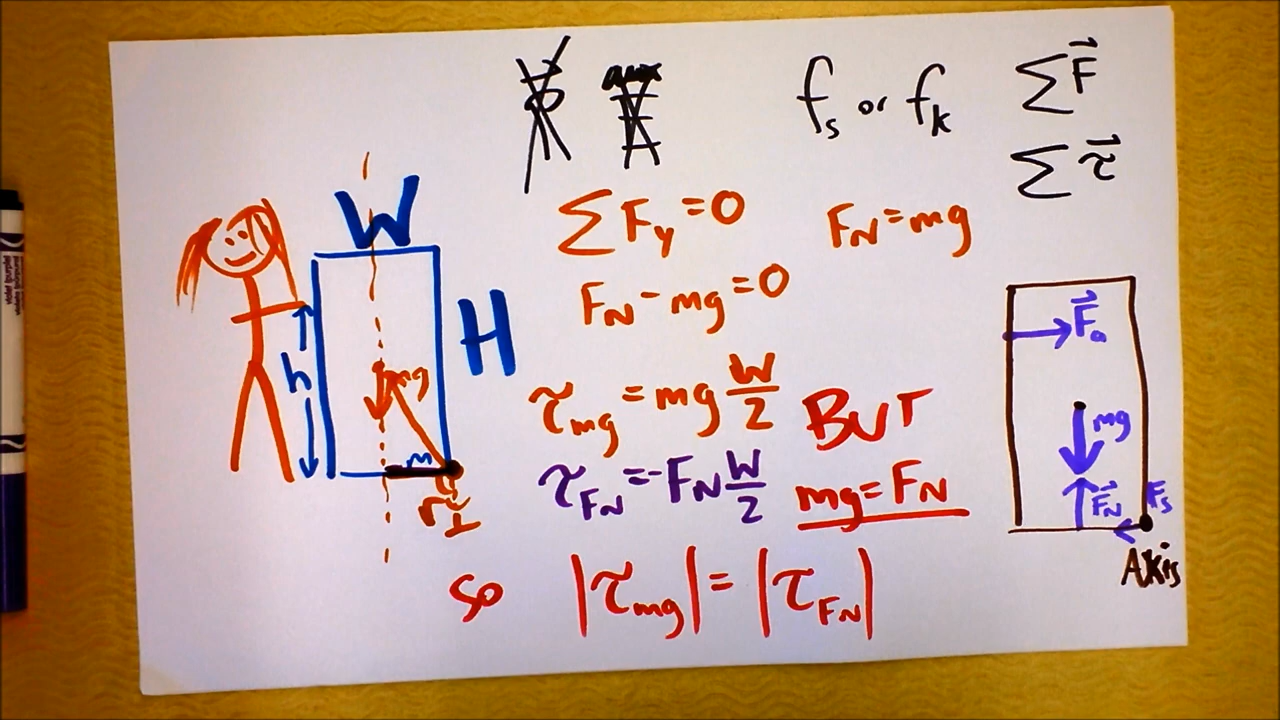 f_s or f_k
ΣF⃗
Στ⃗
W
H
h
mg
r_⊥
ΣF_y = 0
F_N = mg
F_N - mg = 0
τ_mg = mg W/2
τ_FN = -F_N W/2
BUT
mg = F_N
so |τ_mg| = |τ_FN|
F⃗_a
mg
F⃗_N
F_s
Axis